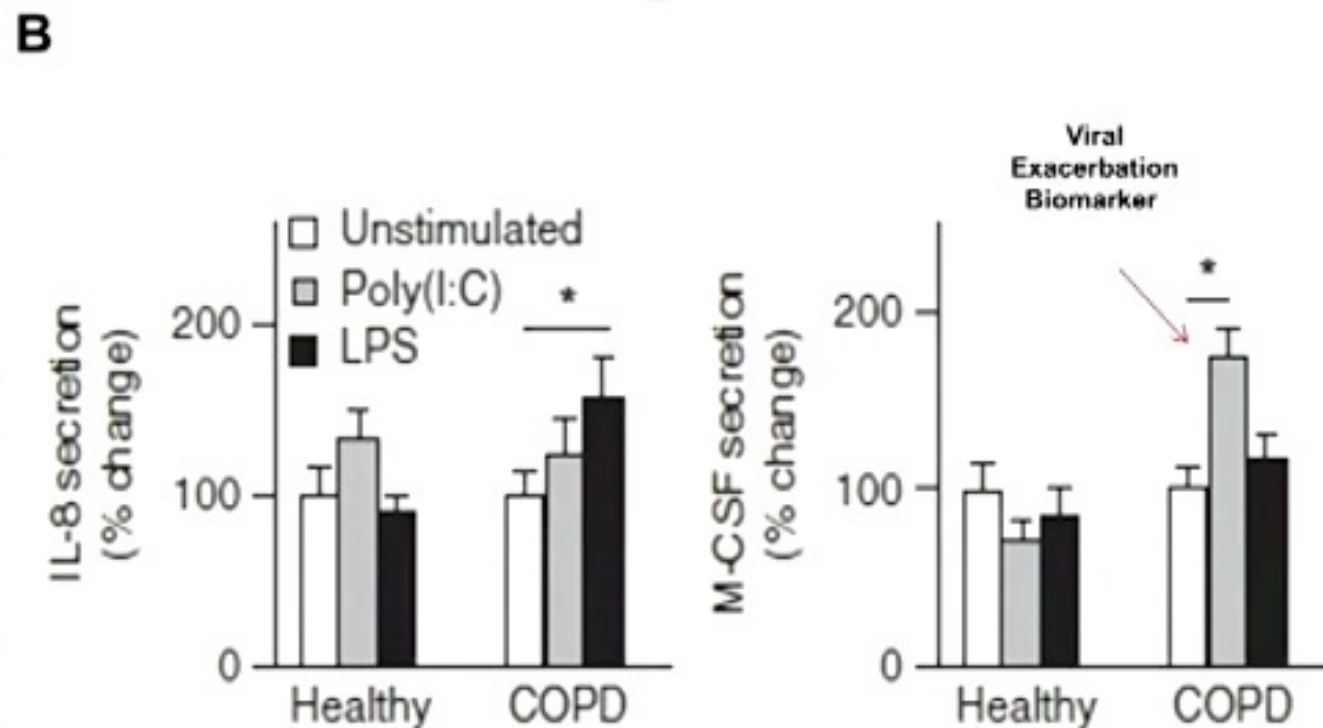 B
Unstimulated
Poly(I:C)
LPS
*
200
100
0
IL-8 secretion
(% change)
Healthy
COPD
Viral
Exacerbation
Biomarker
*
200
100
0
M-CSF secretion
(% change)
Healthy
COPD